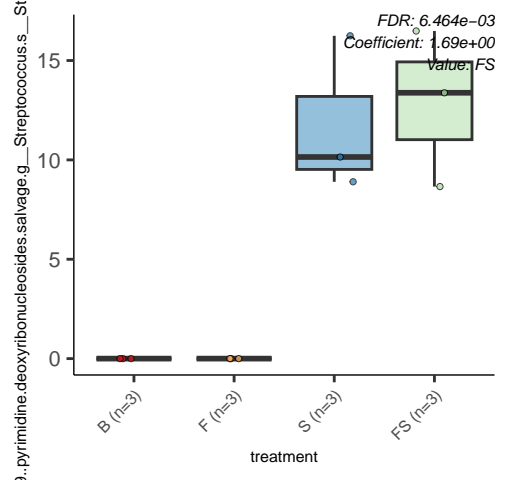 9..pyrimidine.deoxyribonucleosides.salvage.g__Streptococcus.s__St
FDR: 6.464e−03
Coefficient: 1.69e+00
Value: FS
15
10
5
0
B (n=3)
F (n=3)
S (n=3)
FS (n=3)
treatment